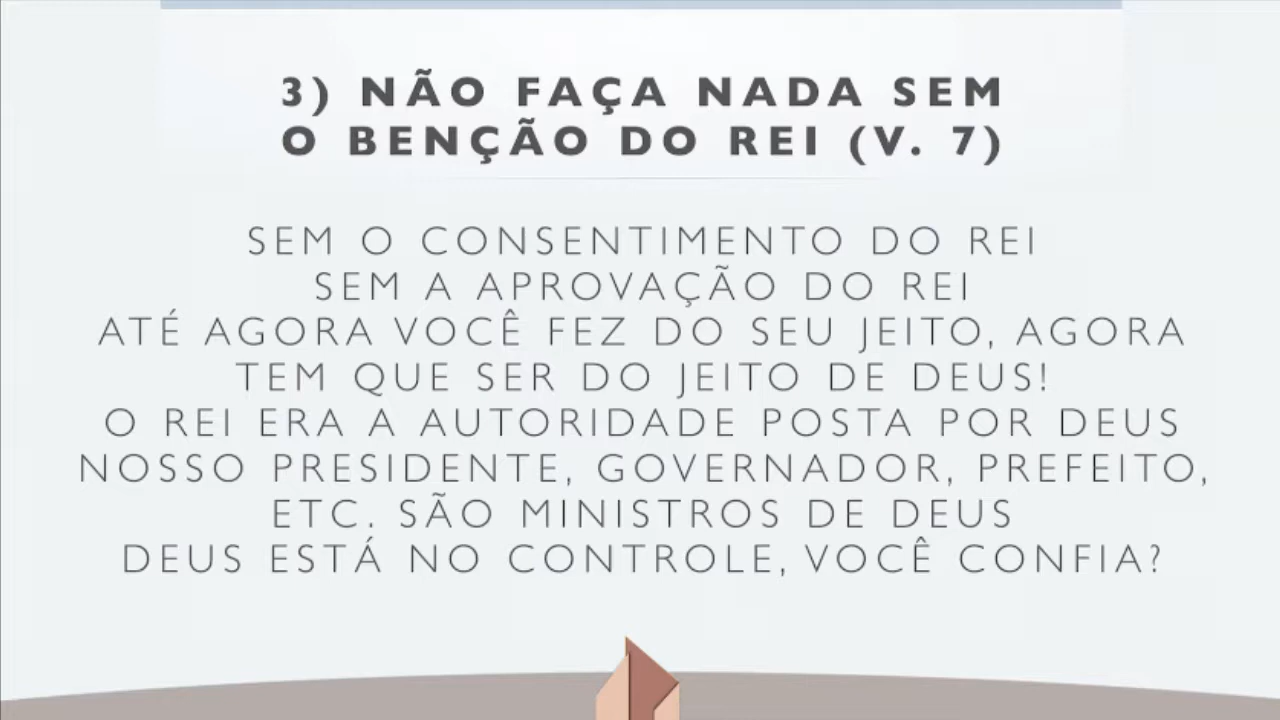 3) NÃO FAÇA NADA SEM
O BENÇÃO DO REI (V. 7)
SEM O CONSENTIMENTO DO REI
SEM A APROVAÇÃO DO REI
ATÉ AGORA VOCÊ FEZ DO SEU JEITO, AGORA
TEM QUE SER DO JEITO DE DEUS!
O REI ERA A AUTORIDADE POSTA POR DEUS
NOSSO PRESIDENTE, GOVERNADOR, PREFEITO,
ETC. SÃO MINISTROS DE DEUS
DEUS ESTÁ NO CONTROLE, VOCÊ CONFIA?